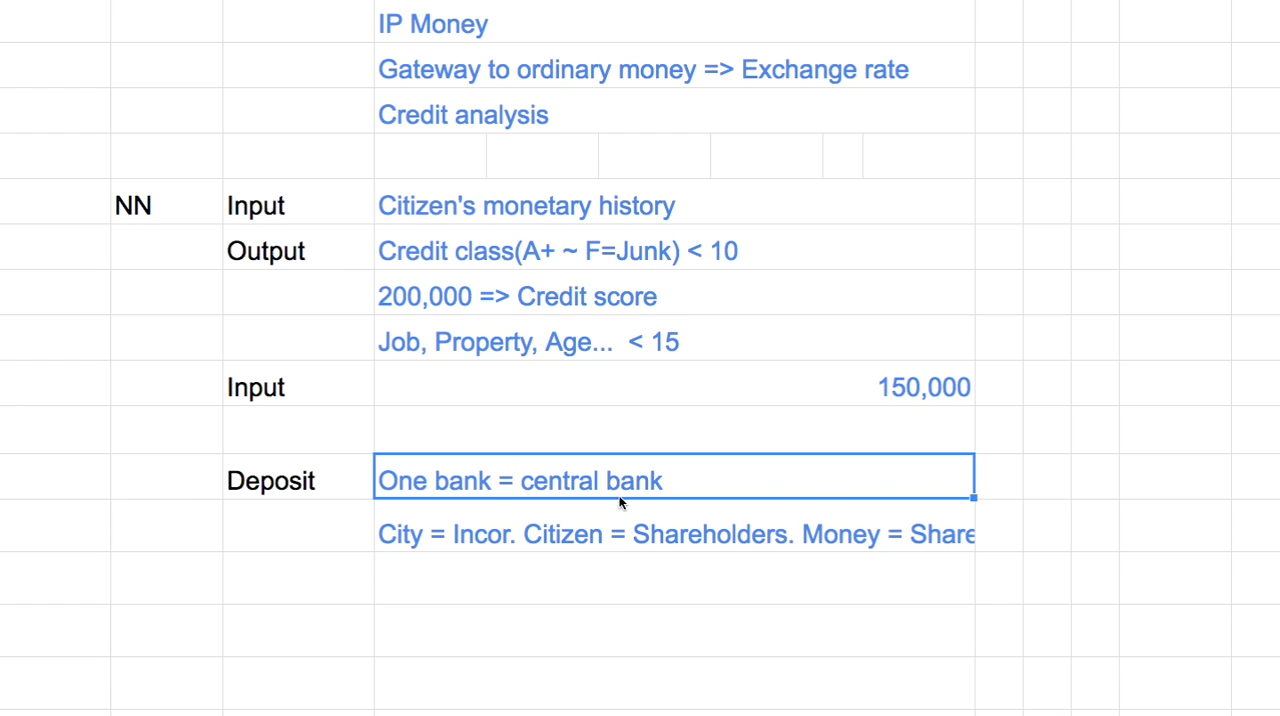 IP Money
Gateway to ordinary money => Exchange rate
Credit analysis
NN Input Citizen's monetary history
Output Credit class(A+ ~ F=Junk) < 10
200,000 => Credit score
Job, Property, Age... < 15
Input 150,000
Deposit One bank = central bank
City = Incor. Citizen = Shareholders. Money = Share